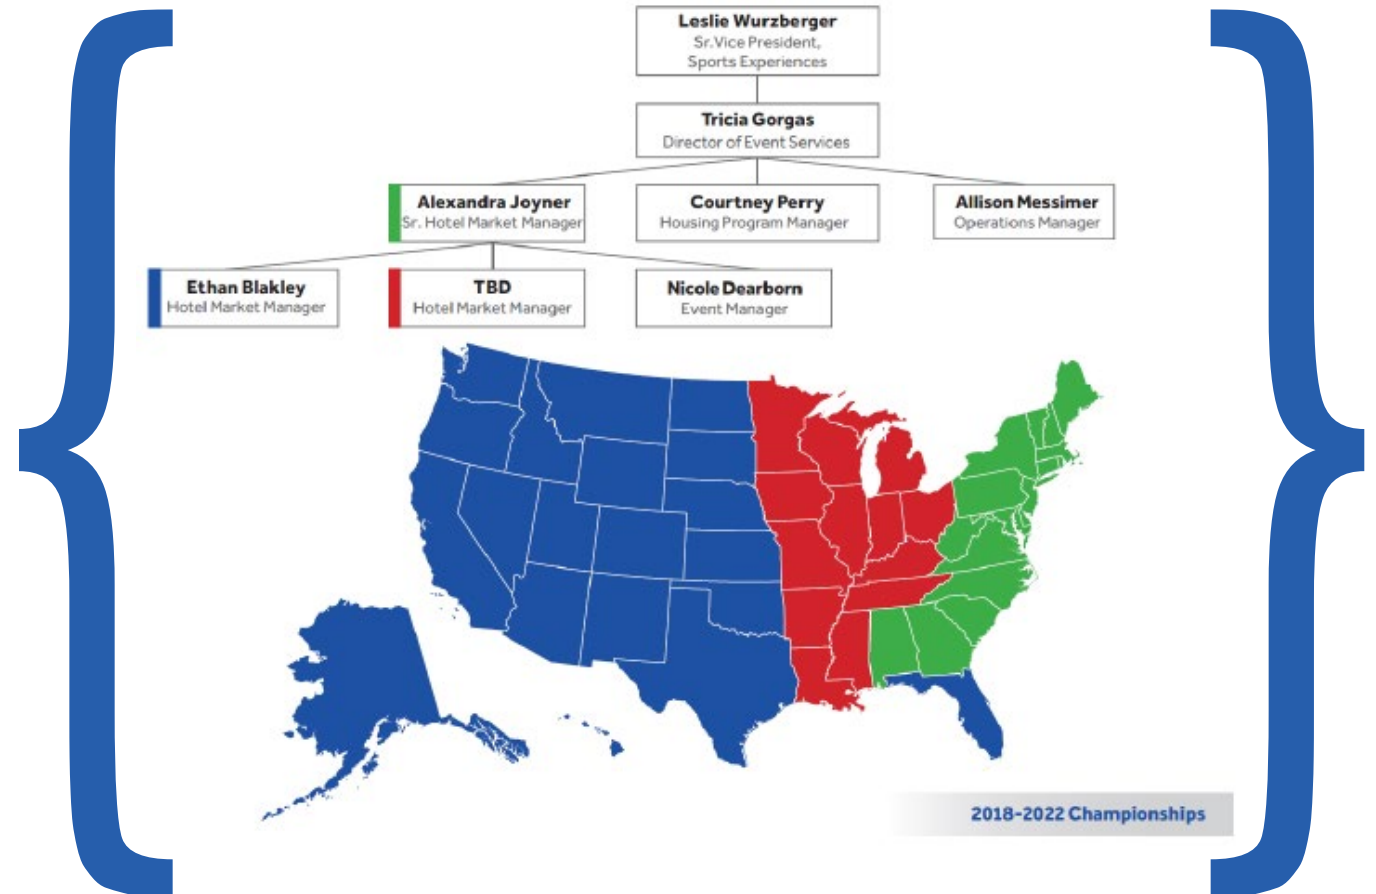 Leslie Wurzberger
Sr. Vice President,
Sports Experiences
Tricia Gorgas
Director of Event Services
Alexandra Joyner
Sr. Hotel Market Manager
Courtney Perry
Housing Program Manager
Allison Messimer
Operations Manager
Ethan Blakley
Hotel Market Manager
TBD
Hotel Market Manager
Nicole Dearborn
Event Manager
2018-2022 Championships